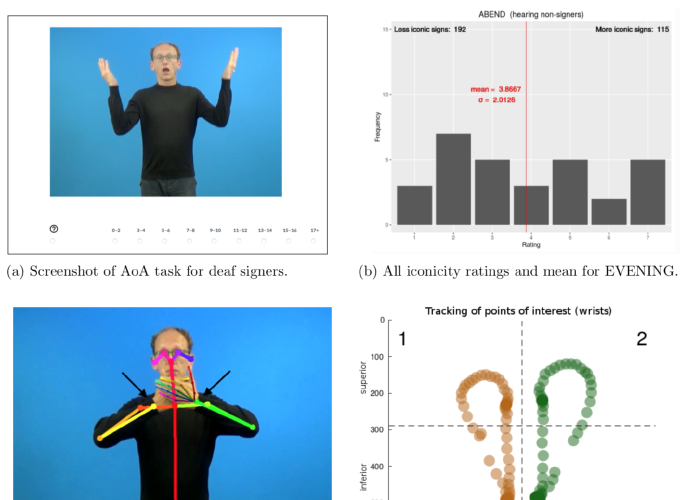 0–2 3–4 5–6 7–8 9–10 11–12 13–14 15–16 17+
(a) Screenshot of AoA task for deaf signers.
ABEND (hearing non-signers)
Less iconic signs: 192 More iconic signs: 115
mean = 3.8667
σ = 2.0126
15
10
5
0
Frequency
1 2 3 4 5 6 7
Rating
(b) All iconicity ratings and mean for EVENING.
Tracking of points of interest (wrists)
1 2
0
100
200
300
400
superior
inferior